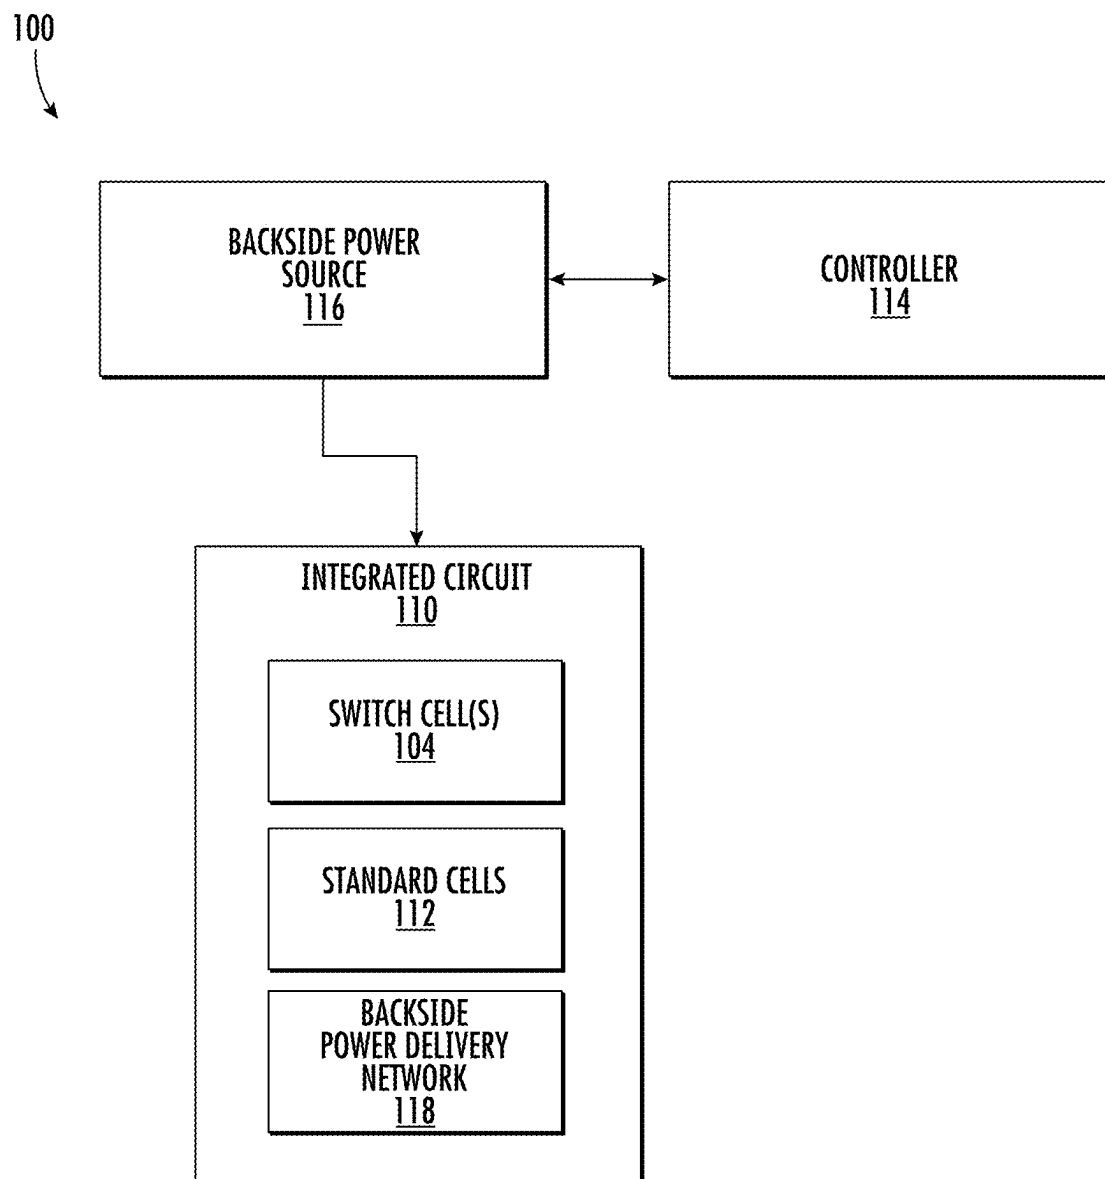 100
BACKSIDE POWER
SOURCE
116
CONTROLLER
114
INTEGRATED CIRCUIT
110
SWITCH CELL(S)
104
STANDARD CELLS
112
BACKSIDE
POWER DELIVERY
NETWORK
118